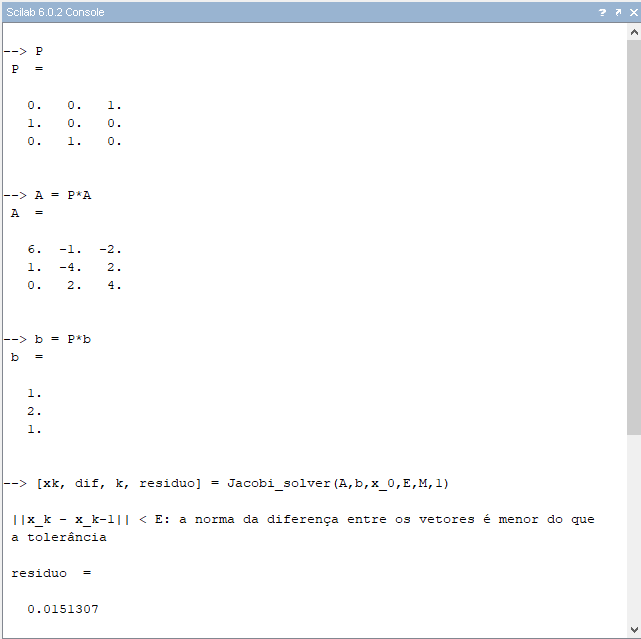 Scilab 6.0.2 Console
--> P
P =
0. 0. 1.
1. 0. 0.
0. 1. 0.
--> A = P*A
A =
6. -1. -2.
1. -4. 2.
0. 2. 4.
--> b = P*b
b =
1.
2.
1.
--> [xk, dif, k, residuo] = Jacobi_solver(A,b,x_0,E,M,1)
||x_k - x_k-1|| < E: a norma da diferença entre os vetores é menor do que
a tolerância
residuo =
0.0151307